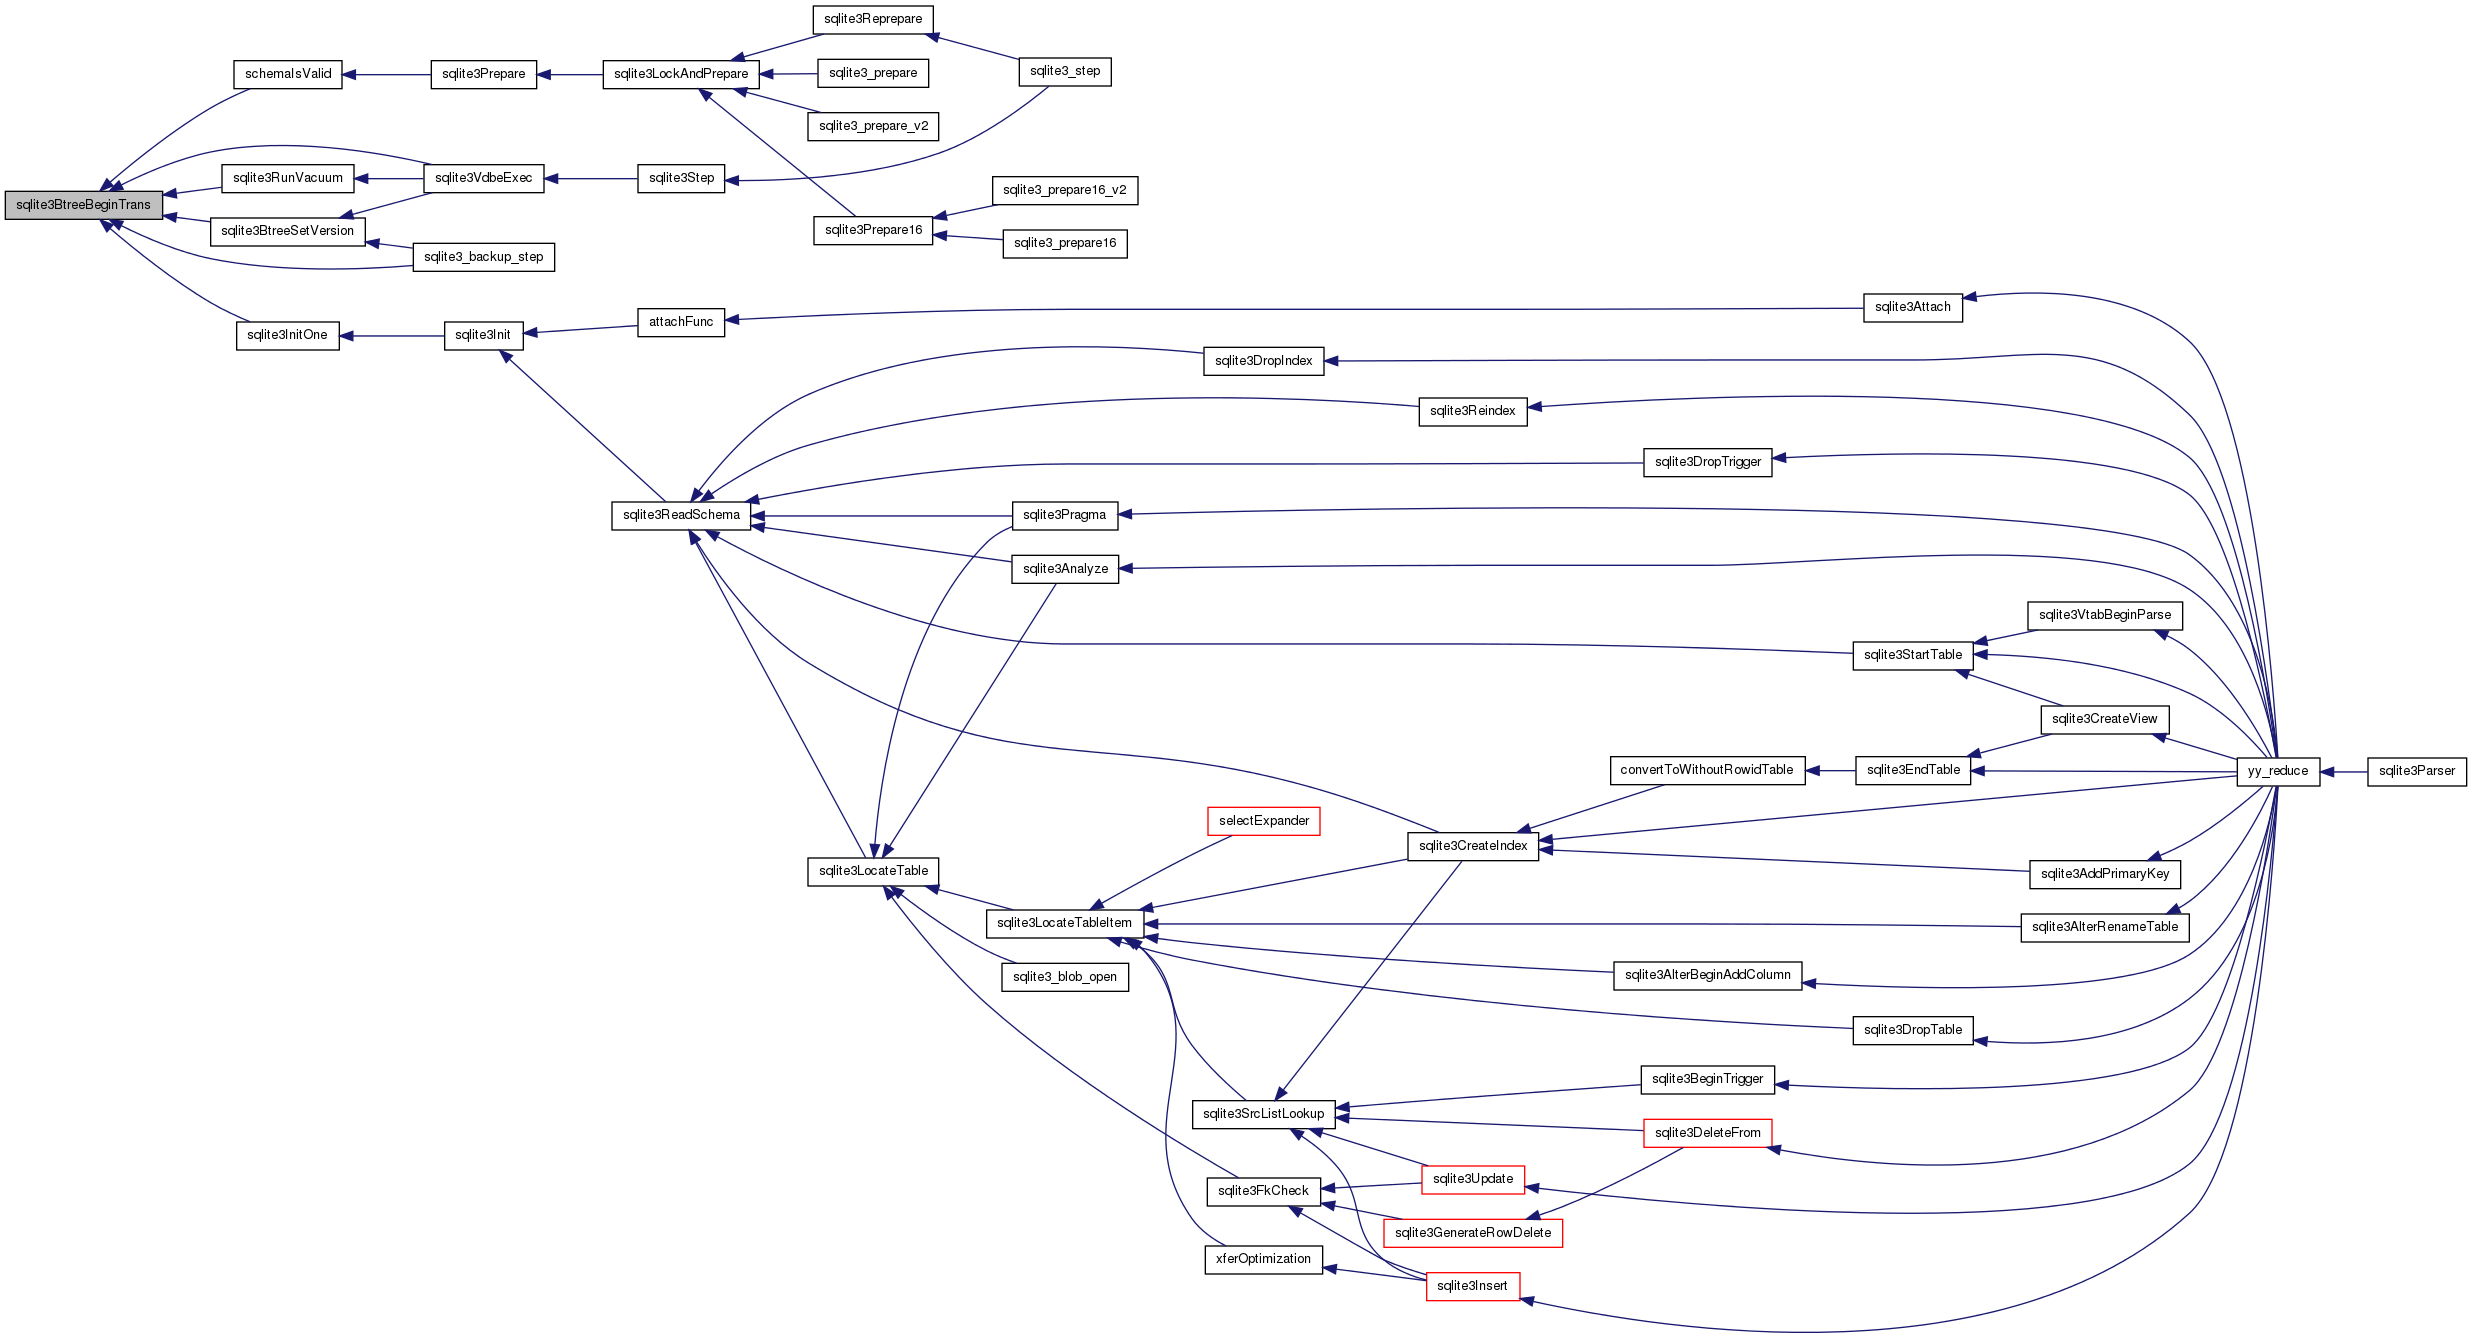 sqlite3Reprepare
schemaIsValid
sqlite3Prepare
sqlite3LockAndPrepare
sqlite3_prepare
sqlite3_step
sqlite3_prepare_v2
sqlite3BtreeBeginTrans
sqlite3RunVacuum
sqlite3VdbeExec
sqlite3Step
sqlite3_prepare16_v2
sqlite3BtreeSetVersion
sqlite3Prepare16
sqlite3_prepare16
sqlite3_backup_step
sqlite3InitOne
sqlite3Init
attachFunc
sqlite3Attach
sqlite3DropIndex
sqlite3Reindex
sqlite3DropTrigger
sqlite3ReadSchema
sqlite3Pragma
sqlite3Analyze
sqlite3VtabBeginParse
sqlite3StartTable
sqlite3CreateView
convertToWithoutRowidTable
sqlite3EndTable
yy_reduce
sqlite3Parser
selectExpander
sqlite3CreateIndex
sqlite3LocateTable
sqlite3AddPrimaryKey
sqlite3LocateTableItem
sqlite3AlterRenameTable
sqlite3_blob_open
sqlite3AlterBeginAddColumn
sqlite3DropTable
sqlite3BeginTrigger
sqlite3SrcListLookup
sqlite3DeleteFrom
sqlite3Update
sqlite3FkCheck
sqlite3GenerateRowDelete
xferOptimization
sqlite3Insert